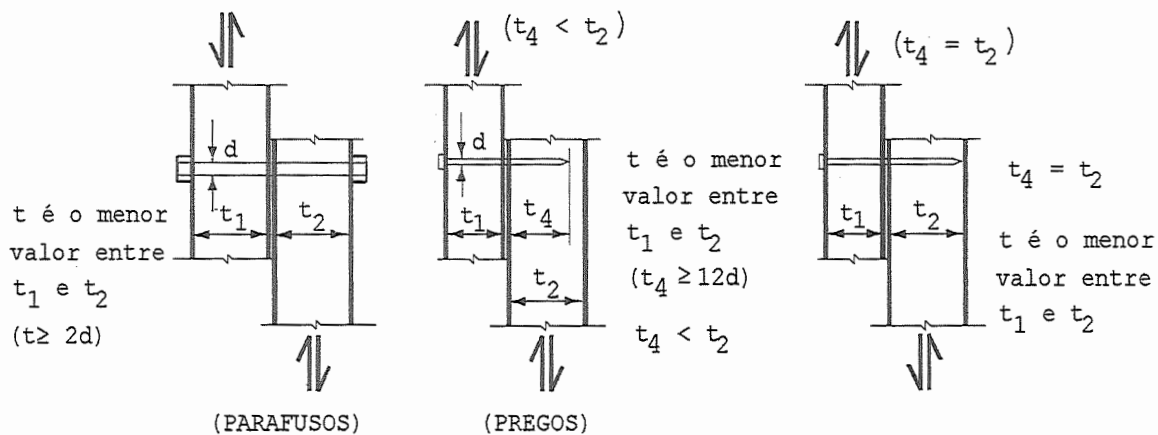 (t4 < t2)
(t4 = t2)
d
d
t1
t2
t é o menor
valor entre
t1 e t2
(t≥ 2d)
t1
t4
t2
t é o menor
valor entre
t1 e t2
(t4 ≥ 12d)
t4 < t2
t1
t2
t4 = t2
t é o menor
valor entre
t1 e t2
(PARAFUSOS)
(PREGOS)